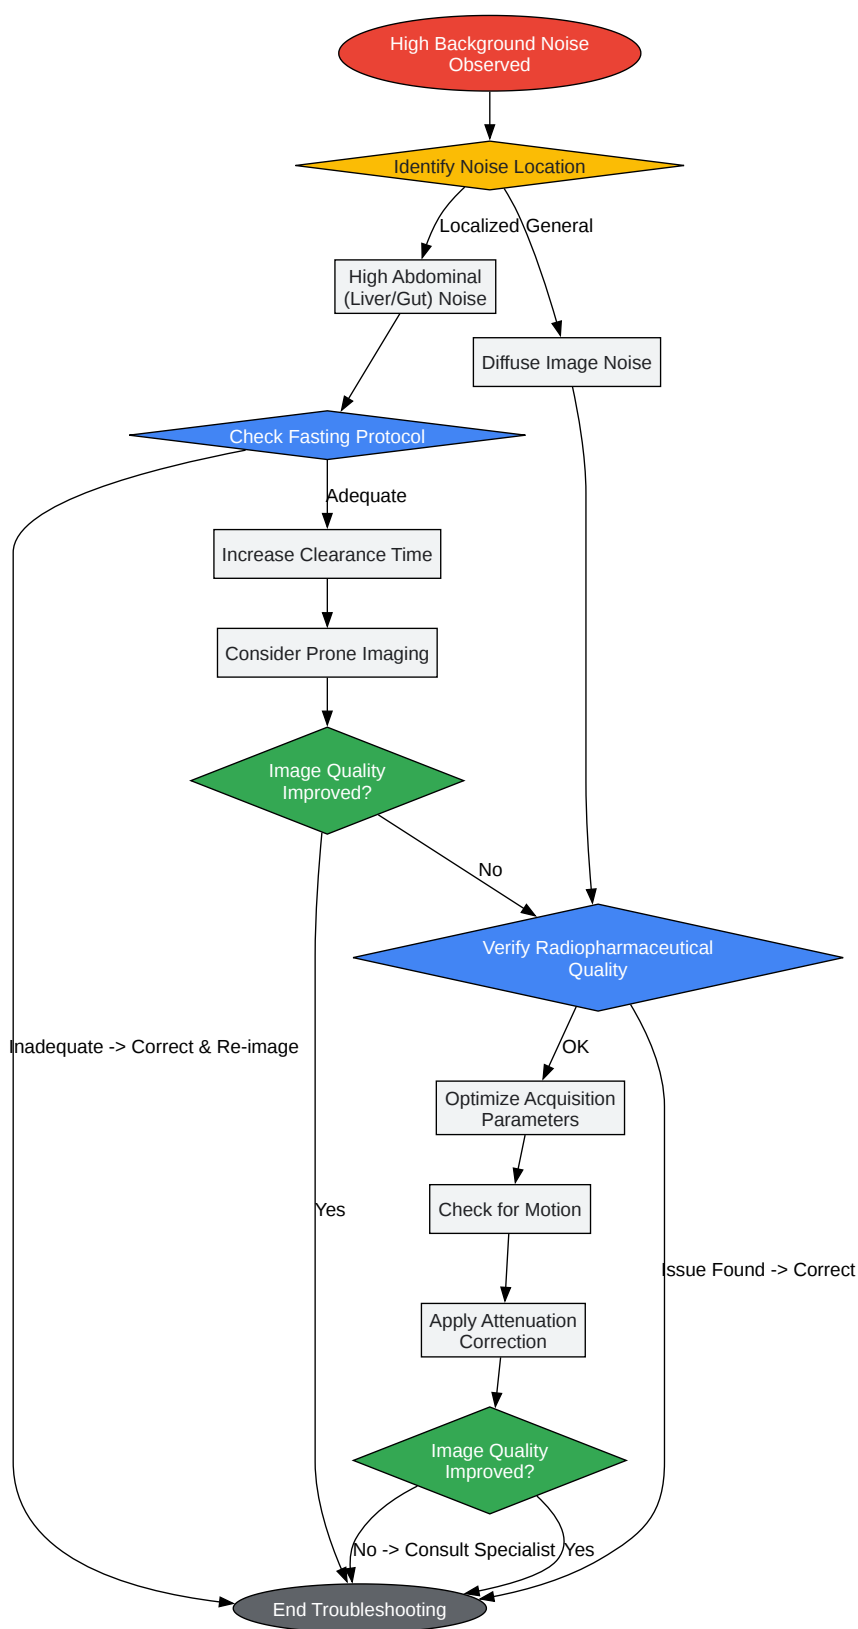 High Background Noise
Observed
Identify Noise Location
Localized
General
High Abdominal
(Liver/Gut) Noise
Diffuse Image Noise
Check Fasting Protocol
Adequate
Increase Clearance Time
Consider Prone Imaging
Image Quality
Improved?
No
Verify Radiopharmaceutical
Quality
Inadequate -> Correct & Re-image
OK
Optimize Acquisition
Parameters
Check for Motion
Yes
Issue Found -> Correct
Apply Attenuation
Correction
Image Quality
Improved?
No -> Consult Specialist
Yes
End Troubleshooting